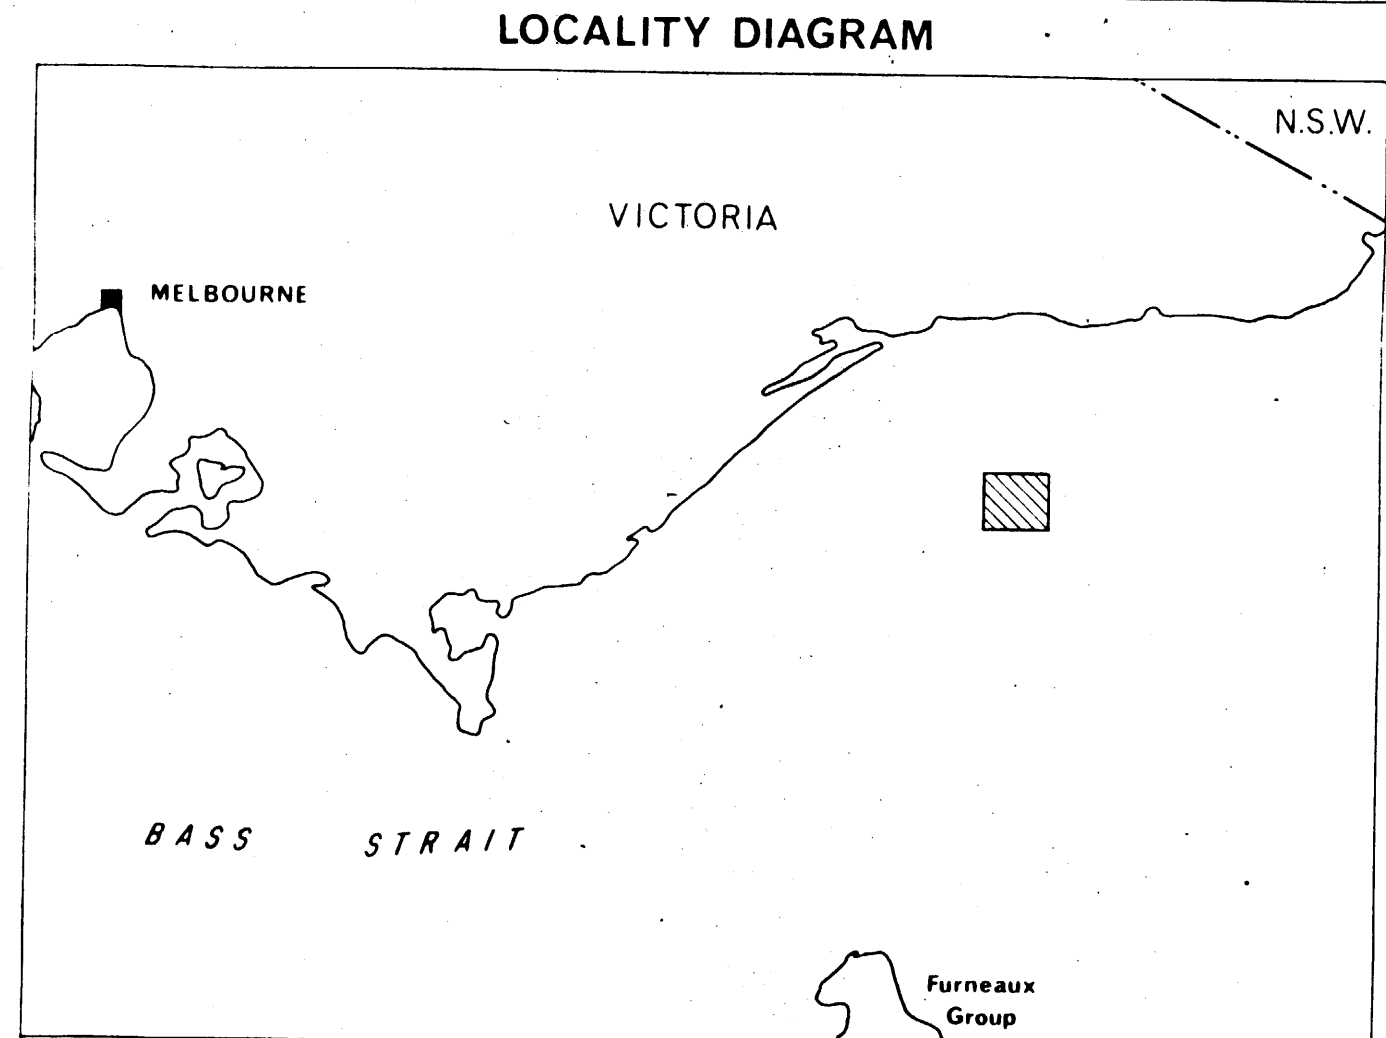 LOCALITY DIAGRAM
N.S.W.
VICTORIA
MELBOURNE
BASS STRAIT
Furneaux
Group